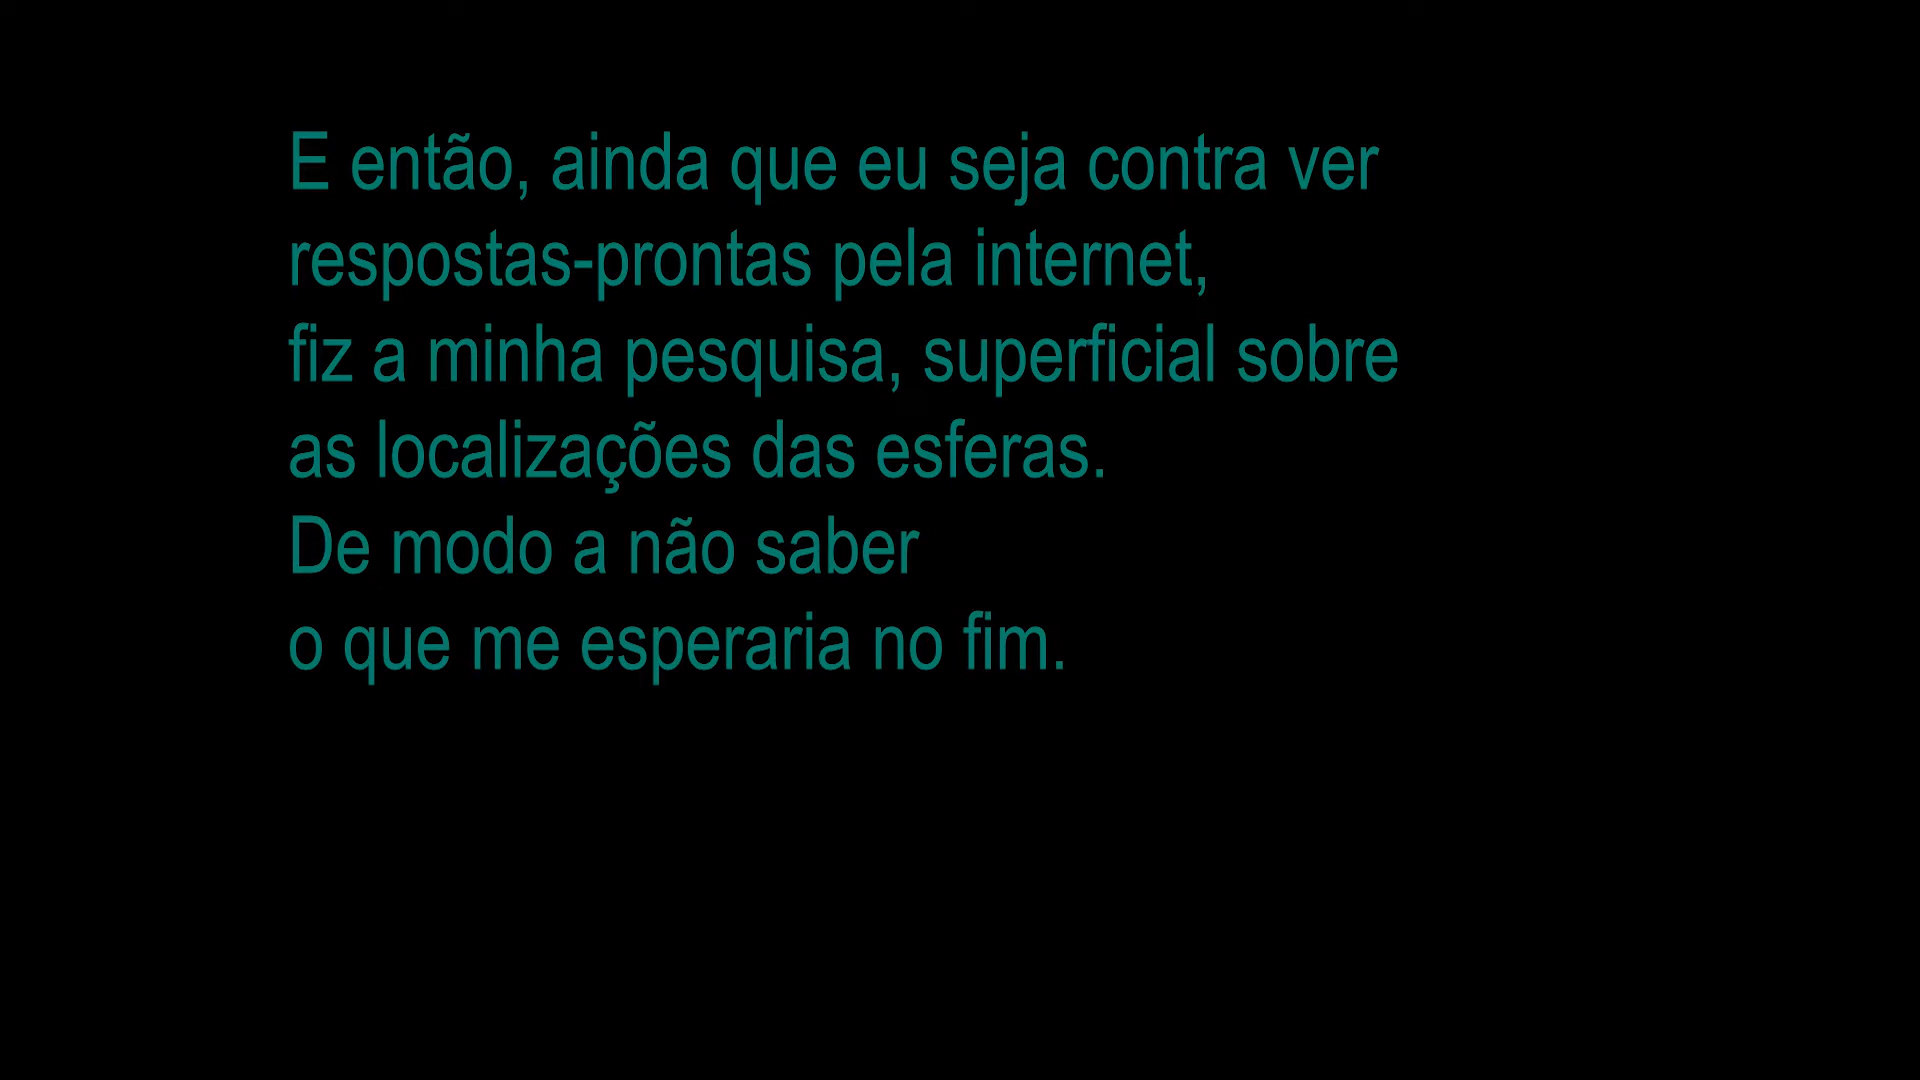 E então, ainda que eu seja contra ver
respostas-prontas pela internet,
fiz a minha pesquisa, superficial sobre
as localizações das esferas.
De modo a não saber
o que me esperaria no fim.